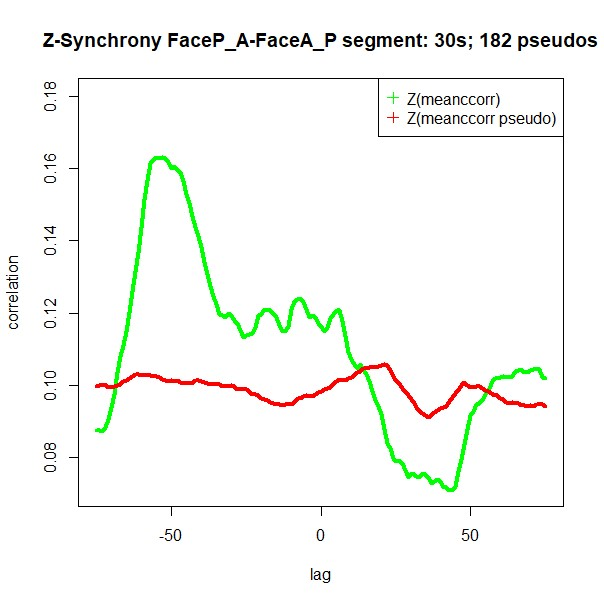 Z-Synchrony FaceP_A-FaceA_P segment: 30s; 182 pseudos
Z(meanccorr)
Z(meanccorr pseudo)
0.18
0.16
0.14
0.12
0.10
0.08
correlation
-50
0
50
lag